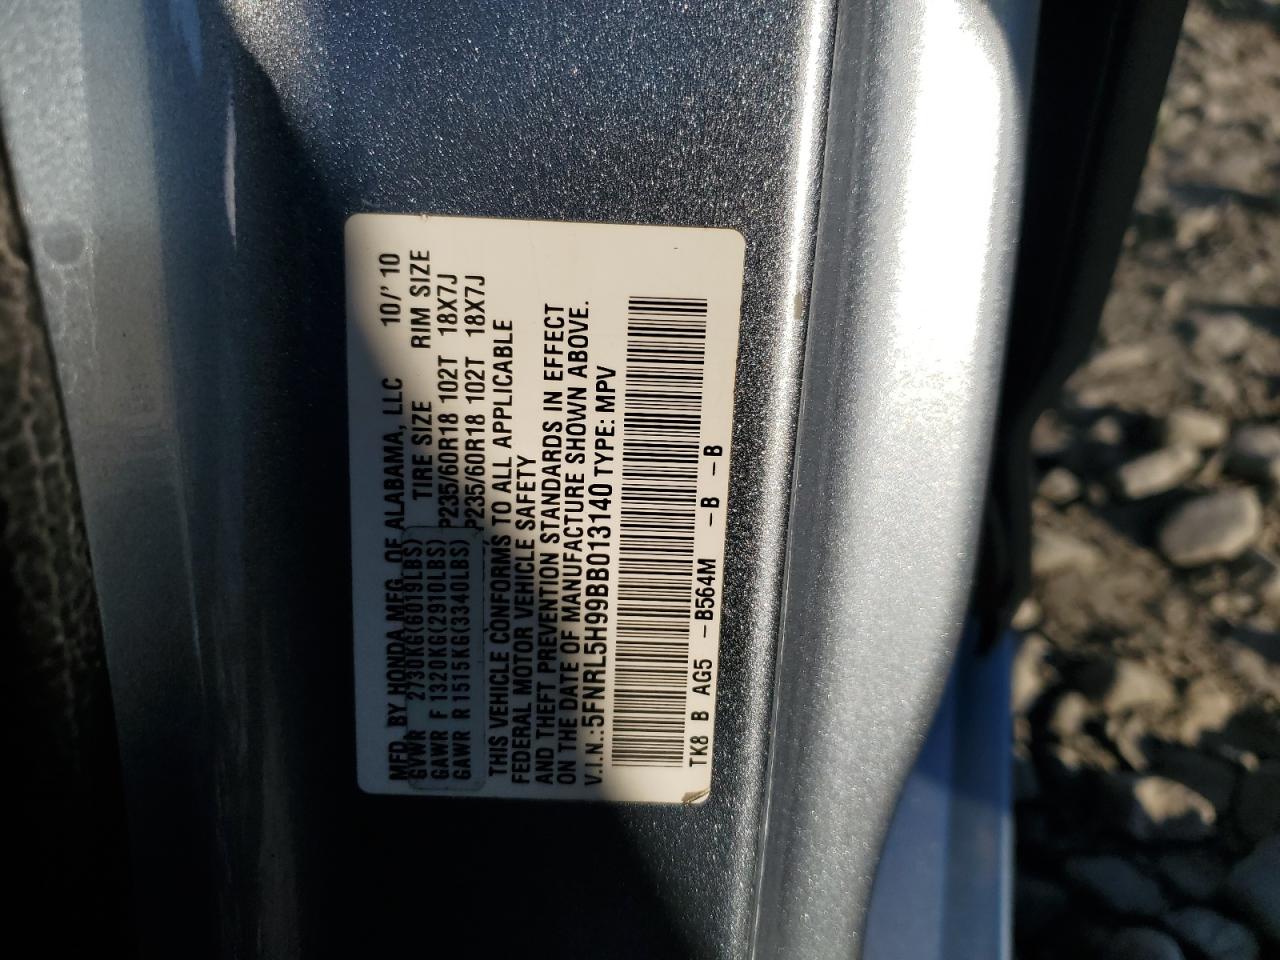 MFD. BY HONDA MFG. OF ALABAMA, LLC 10/' 10
GVWR 2730KG(6019LBS) TIRE SIZE RIM SIZE
GAWR F 1320KG(2910LBS) P235/60R18 102T 18X7J
GAWR R 1515KG(3340LBS) P235/60R18 102T 18X7J
THIS VEHICLE CONFORMS TO ALL APPLICABLE
FEDERAL MOTOR VEHICLE SAFETY
AND THEFT PREVENTION STANDARDS IN EFFECT
ON THE DATE OF MANUFACTURE SHOWN ABOVE.
V.I.N.:5FNRL5H99BB013140 TYPE: MPV
TK8 B AG5 -B564M -B -B